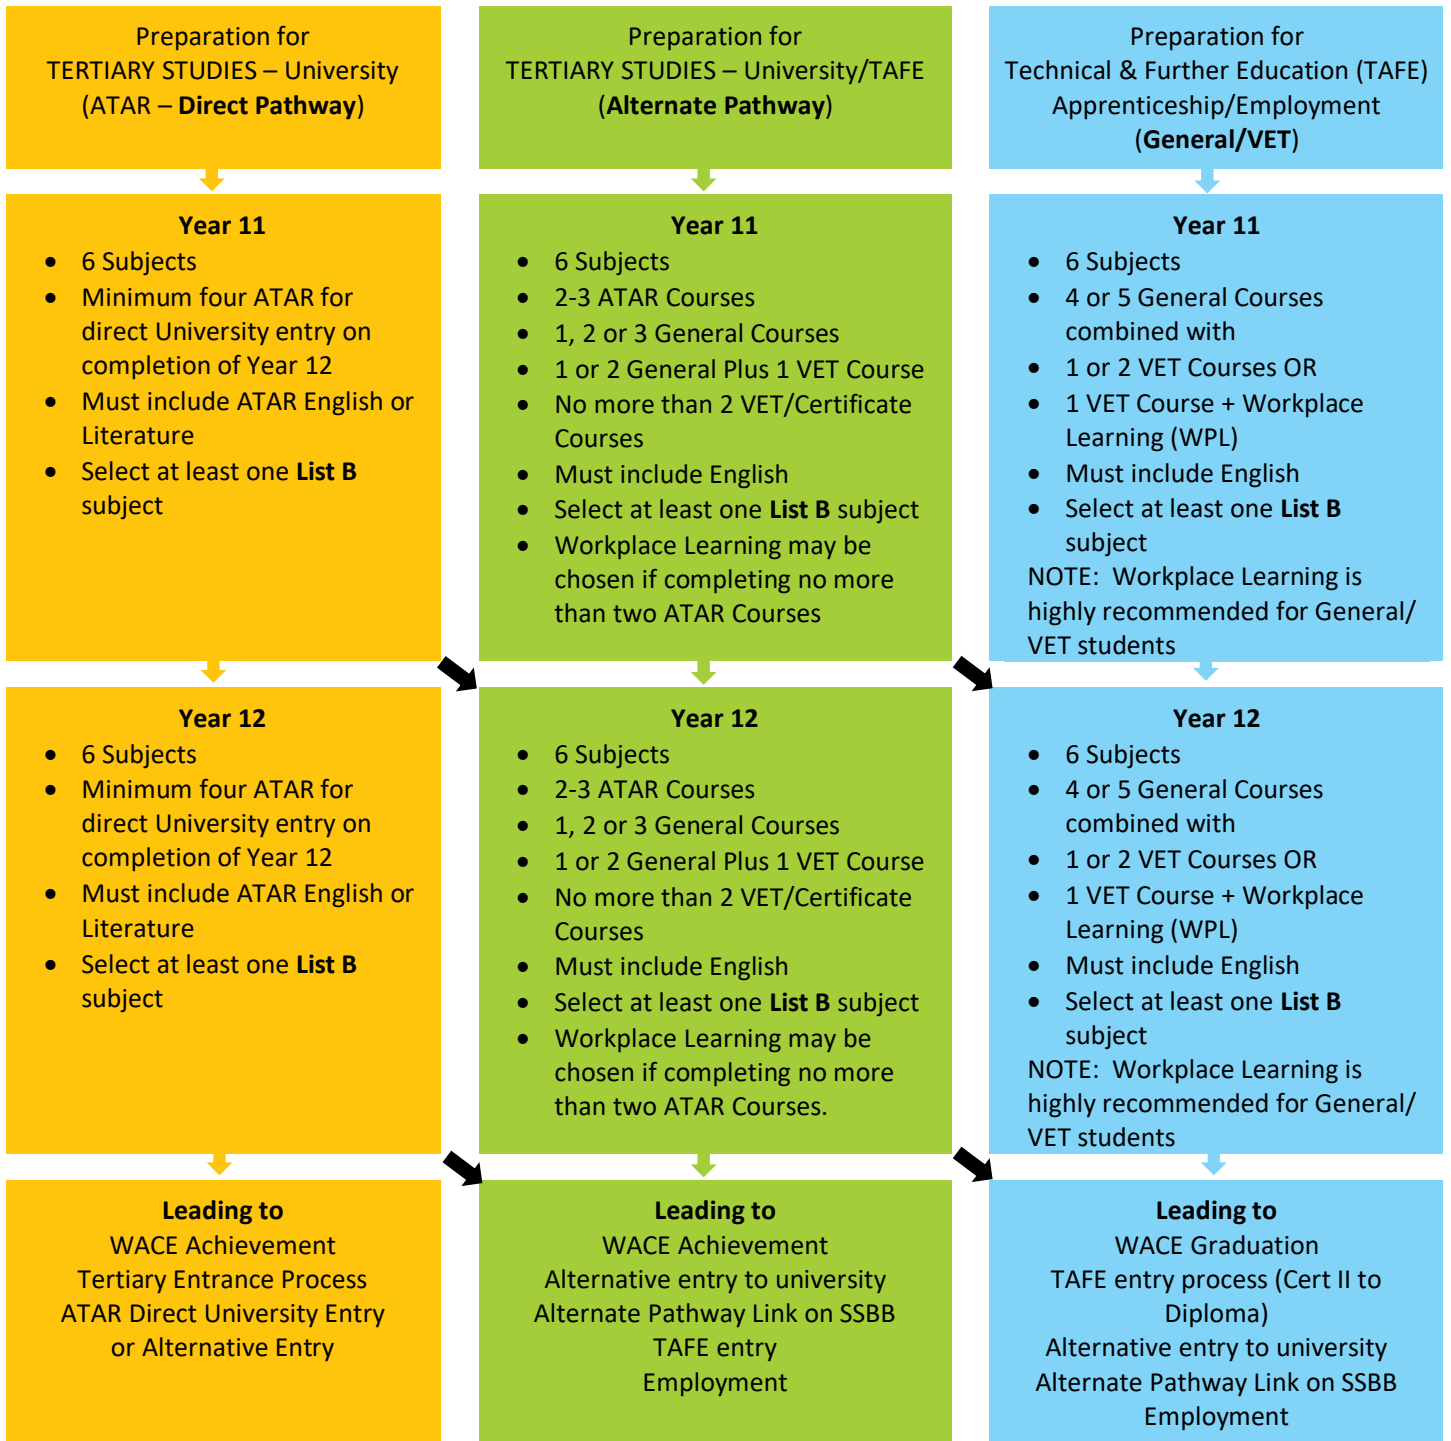 Preparation for
TERTIARY STUDIES – University
(ATAR – Direct Pathway)
Year 11
• 6 Subjects
• Minimum four ATAR for
direct University entry on
completion of Year 12
• Must include ATAR English or
Literature
• Select at least one List B
subject
Year 12
• 6 Subjects
• Minimum four ATAR for
direct University entry on
completion of Year 12
• Must include ATAR English or
Literature
• Select at least one List B
subject
Leading to
WACE Achievement
Tertiary Entrance Process
ATAR Direct University Entry
or Alternative Entry
Preparation for
TERTIARY STUDIES – University/TAFE
(Alternate Pathway)
Year 11
• 6 Subjects
• 2-3 ATAR Courses
• 1, 2 or 3 General Courses
• 1 or 2 General Plus 1 VET Course
• No more than 2 VET/Certificate
Courses
• Must include English
• Select at least one List B subject
• Workplace Learning may be
chosen if completing no more
than two ATAR Courses
Year 12
• 6 Subjects
• 2-3 ATAR Courses
• 1, 2 or 3 General Courses
• 1 or 2 General Plus 1 VET Course
• No more than 2 VET/Certificate
Courses
• Must include English
• Select at least one List B subject
• Workplace Learning may be
chosen if completing no more
than two ATAR Courses.
Leading to
WACE Achievement
Alternative entry to university
Alternate Pathway Link on SSBB
TAFE entry
Employment
Preparation for
Technical & Further Education (TAFE)
Apprenticeship/Employment
(General/VET)
Year 11
• 6 Subjects
• 4 or 5 General Courses
combined with
• 1 or 2 VET Courses OR
• 1 VET Course + Workplace
Learning (WPL)
• Must include English
• Select at least one List B
subject
NOTE: Workplace Learning is
highly recommended for General/
VET students
Year 12
• 6 Subjects
• 4 or 5 General Courses
combined with
• 1 or 2 VET Courses OR
• 1 VET Course + Workplace
Learning (WPL)
• Must include English
• Select at least one List B
subject
NOTE: Workplace Learning is
highly recommended for General/
VET students
Leading to
WACE Graduation
TAFE entry process (Cert II to
Diploma)
Alternative entry to university
Alternate Pathway Link on SSBB
Employment